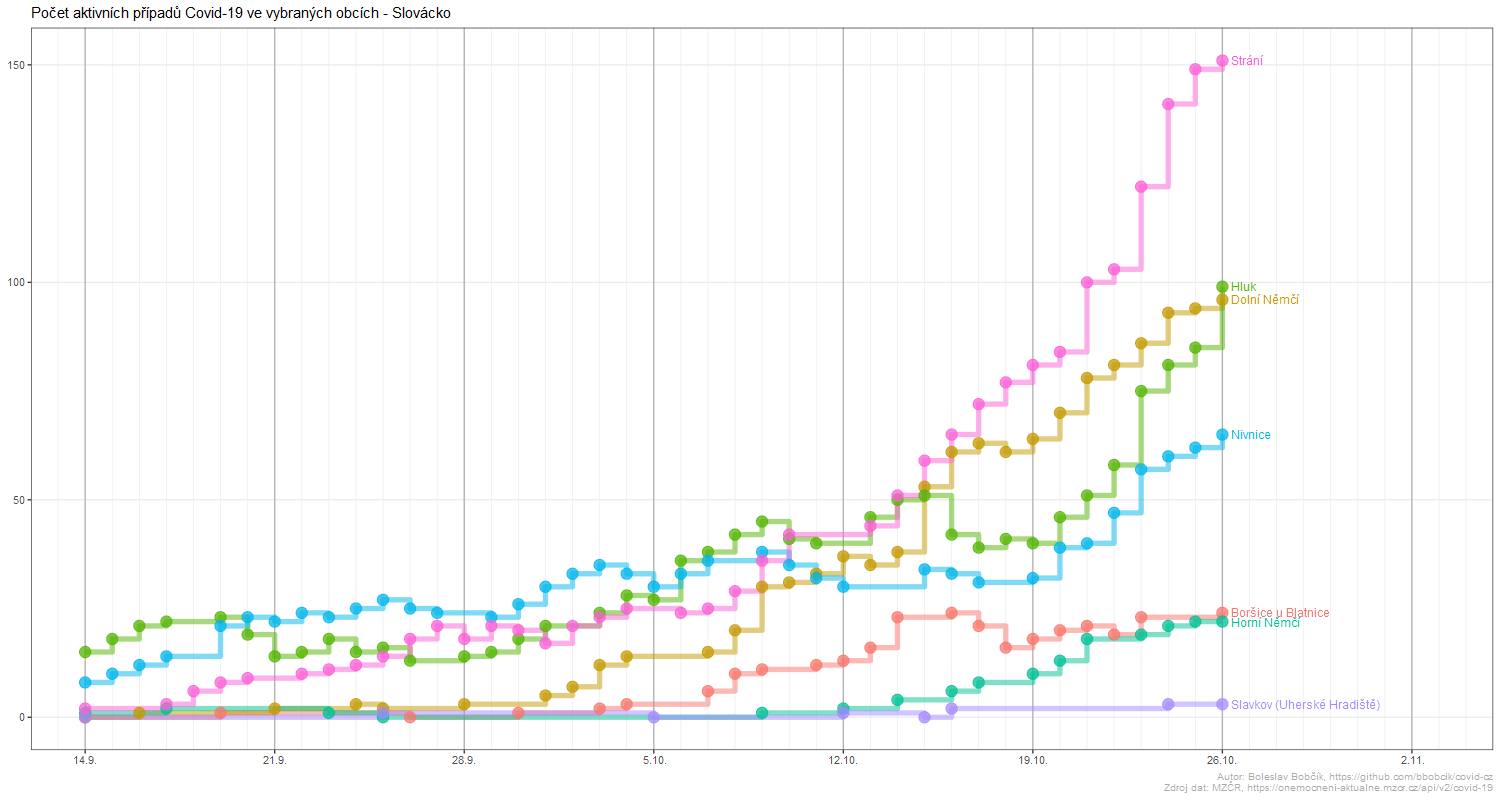 Počet aktivních případů Covid-19 ve vybraných obcích - Slovácko
150
100
50
0
Strání
Hluk
Dolní Němčí
Nivnice
Boršice u Blatnice
Horní Němčí
Slavkov (Uherské Hradiště)
14.9. 21.9. 28.9. 5.10. 12.10. 19.10. 26.10. 2.11.
Autor: Boleslav Bobčík, https://github.com/bbobcik/covid-cz
Zdroj dat: MZČR, https://onemocneni-aktualne.mzcr.cz/api/v2/covid-19